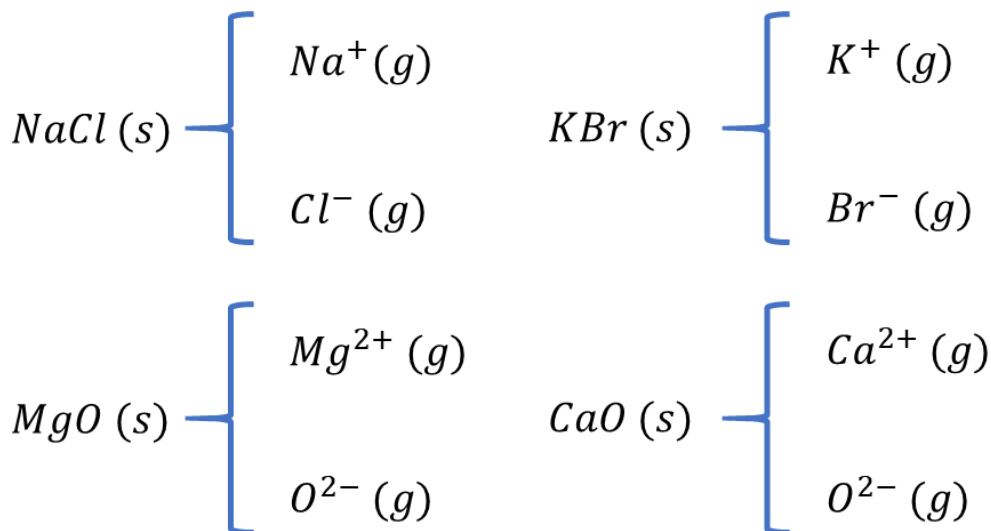 Na⁺ (g)
NaCl (s)
Cl⁻ (g)
K⁺ (g)
KBr (s)
Br⁻ (g)
Mg²⁺ (g)
MgO (s)
O²⁻ (g)
Ca²⁺ (g)
CaO (s)
O²⁻ (g)